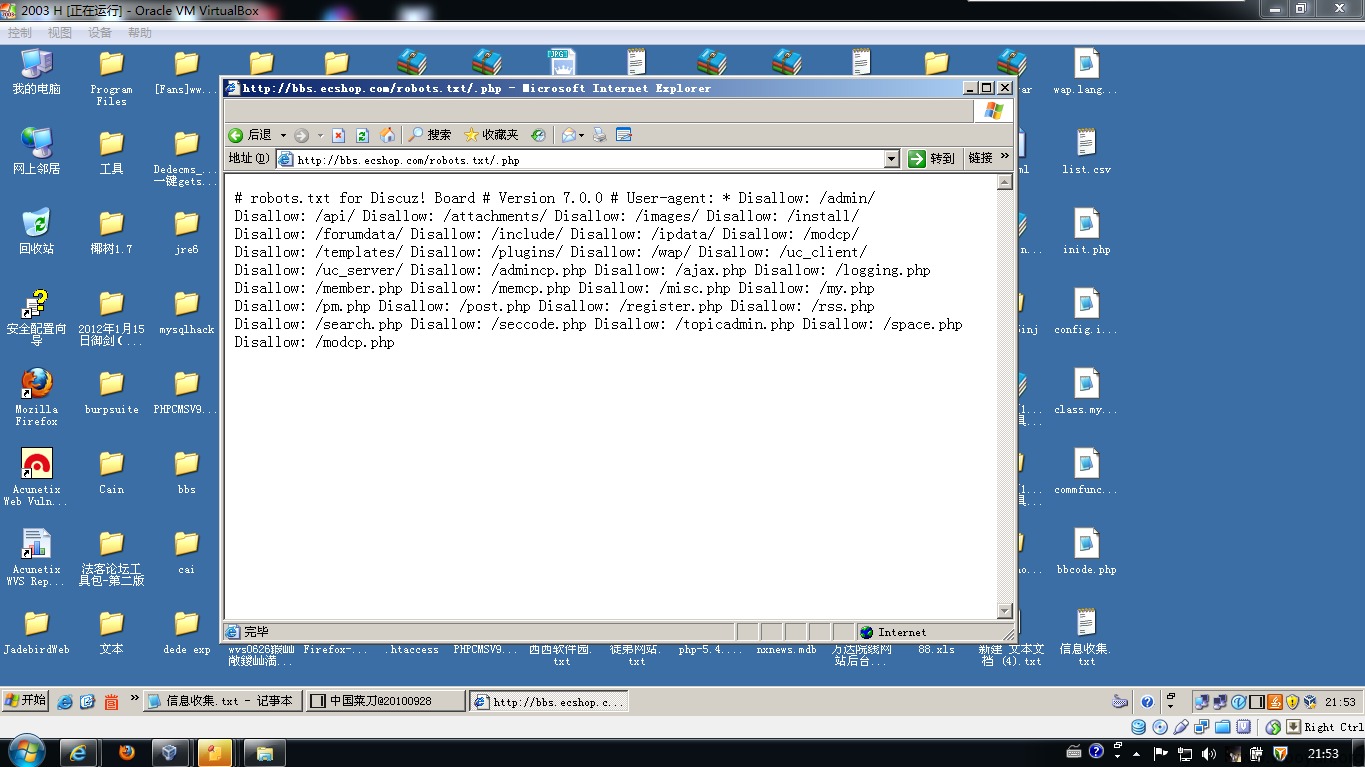 2003 H [正在运行] - Oracle VM VirtualBox
控制 视图 设备 帮助
我的电脑
Program Files
[Fans]ww...
wap.lang...
http://bbs.ecshop.com/robots.txt/.php - Microsoft Internet Explorer
后退 搜索 收藏夹
地址(D) http://bbs.ecshop.com/robots.txt/.php 转到 链接 »
# robots.txt for Discuz! Board # Version 7.0.0 # User-agent: * Disallow: /admin/
Disallow: /api/ Disallow: /attachments/ Disallow: /images/ Disallow: /install/
Disallow: /forumdata/ Disallow: /include/ Disallow: /ipdata/ Disallow: /modcp/
Disallow: /templates/ Disallow: /plugins/ Disallow: /wap/ Disallow: /uc_client/
Disallow: /uc_server/ Disallow: /admincp.php Disallow: /ajax.php Disallow: /logging.php
Disallow: /member.php Disallow: /memcp.php Disallow: /misc.php Disallow: /my.php
Disallow: /pm.php Disallow: /post.php Disallow: /register.php Disallow: /rss.php
Disallow: /search.php Disallow: /seccode.php Disallow: /topicadmin.php Disallow: /space.php
Disallow: /modcp.php
完毕 Internet
网上邻居
工具
Dedecms_...
一键gets...
list.csv
回收站
椰树1.7
jre6
init.php
安全配置向
导
2012年1月15
日御剑(...
mysqlhack
config.i...
Mozilla
Firefox
burpsuite
PHPCMSV9...
class.my...
Acunetix
Web Vuln...
Cain
bbs
commfunc...
Acunetix
WVS Rep...
法客论坛工
具包-第二版
cai
bbcode.php
JadebirdWeb
文本
dede exp
Firefox-...
.htaccess
PHPCMSV9...
西西软件园.
txt
徒弟网站.
txt
php-5.4....
nxnews.mdb
万达院线网
站后台...
88.xls
新建 文本文
档 (4).txt
信息收集.
txt
开始 » 信息收集.txt - 记事本 中国菜刀@20100928 http://bbs.ecshop.c... 21:53
Right Ctrl
21:53